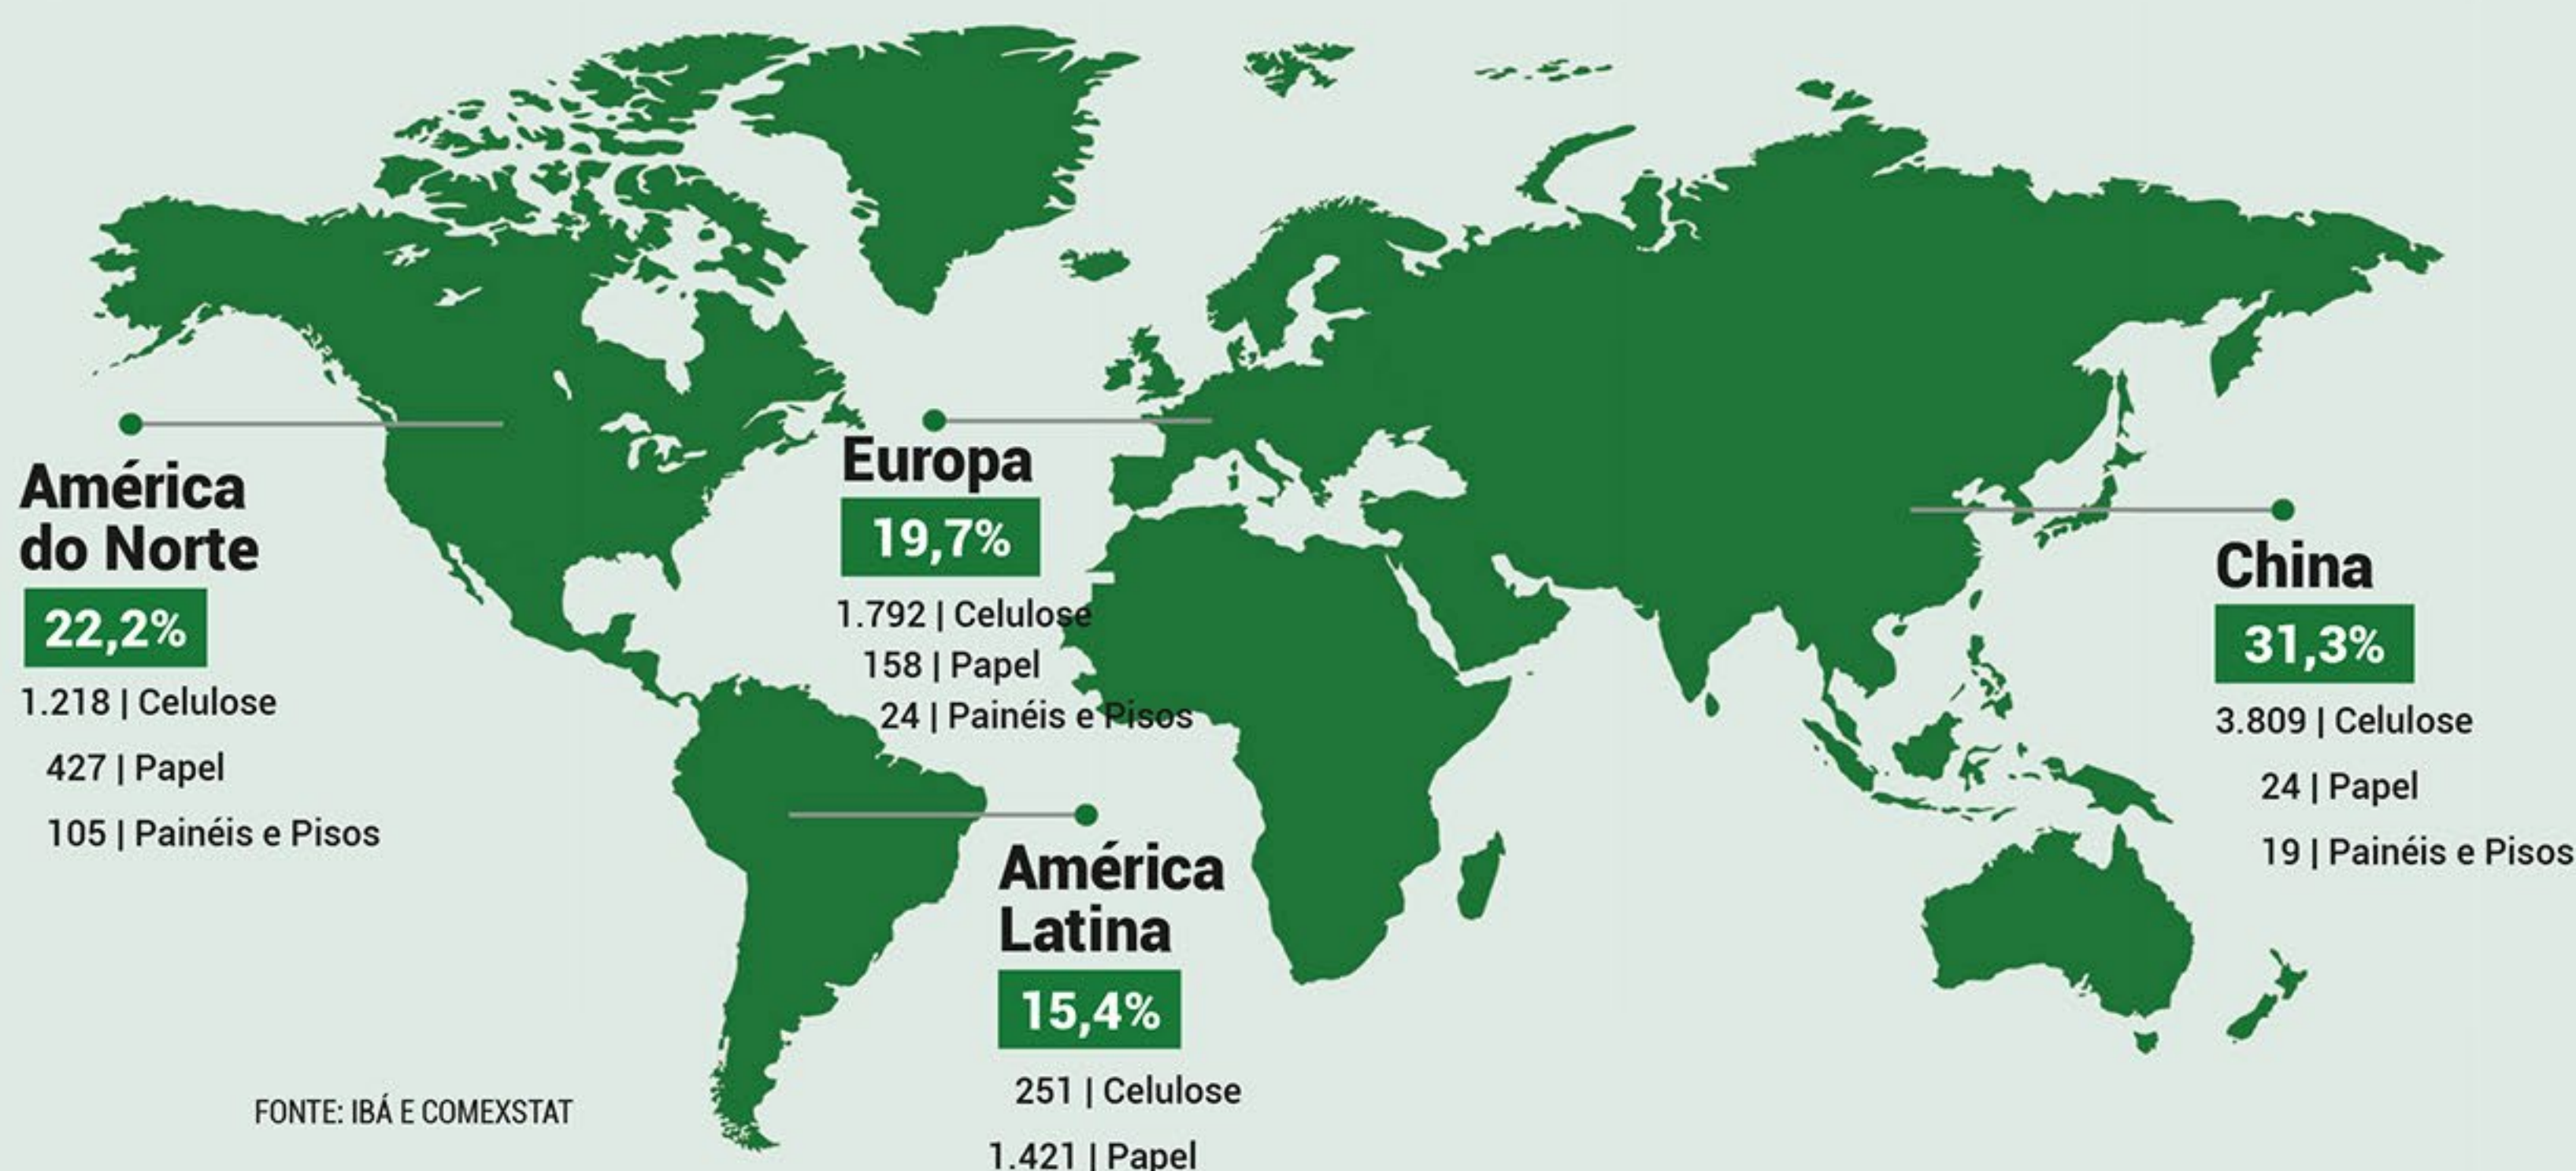 América
do Norte
22,2%
1.218 | Celulose
427 | Papel
105 | Painéis e Pisos
Europa
19,7%
1.792 | Celulose
158 | Papel
24 | Painéis e Pisos
América
Latina
15,4%
251 | Celulose
1.421 | Papel
China
31,3%
3.809 | Celulose
24 | Papel
19 | Painéis e Pisos
FONTE: IBÁ E COMEXSTAT